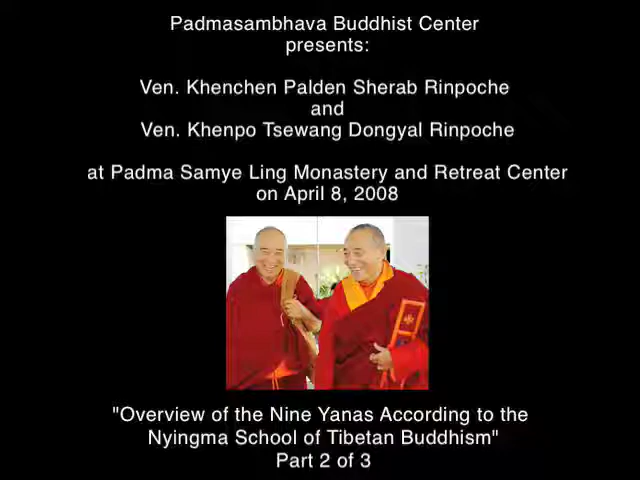 Padmasambhava Buddhist Center
presents:
Ven. Khenchen Palden Sherab Rinpoche
and
Ven. Khenpo Tsewang Dongyal Rinpoche
at Padma Samye Ling Monastery and Retreat Center
on April 8, 2008
"Overview of the Nine Yanas According to the
Nyingma School of Tibetan Buddhism"
Part 2 of 3